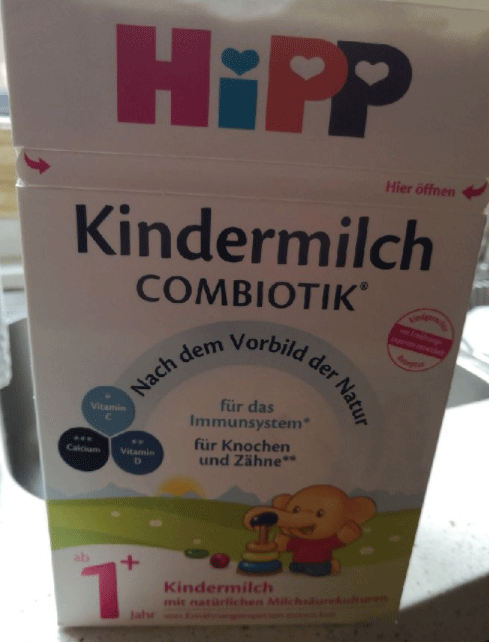 HiPP
Hier öffnen
Kindermilch
COMBIOTIK®
Nach dem Vorbild der Natur
für das
Immunsystem*
für Knochen
und Zähne**
*
Vitamin
C
***
Calcium
**
Vitamin
D
ab
1+
Jahr
Kindermilch
mit natürlichen Milchsäurekulturen